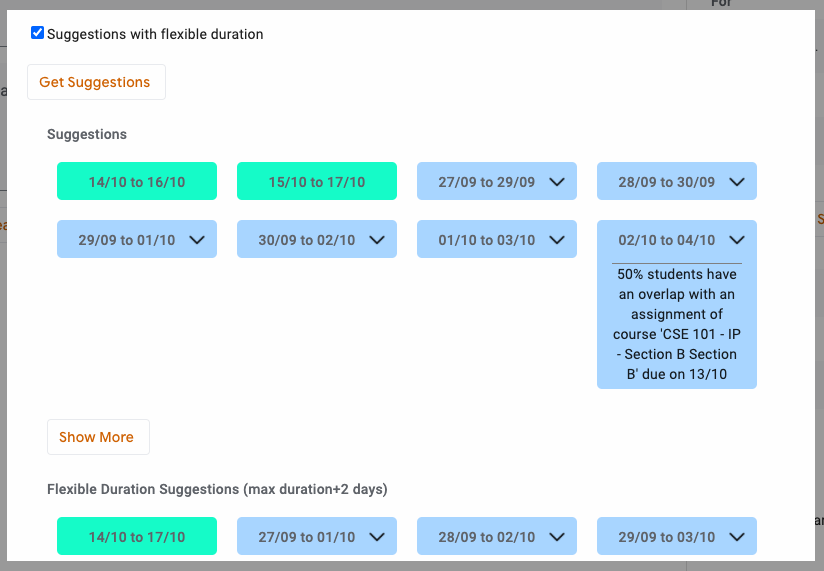 For
Suggestions with flexible duration
Get Suggestions
Suggestions
14/10 to 16/10
15/10 to 17/10
27/09 to 29/09
28/09 to 30/09
29/09 to 01/10
30/09 to 02/10
01/10 to 03/10
02/10 to 04/10
50% students have
an overlap with an
assignment of
course 'CSE 101 - IP
- Section B Section
B' due on 13/10
Show More
Flexible Duration Suggestions (max duration+2 days)
14/10 to 17/10
27/09 to 01/10
28/09 to 02/10
29/09 to 03/10